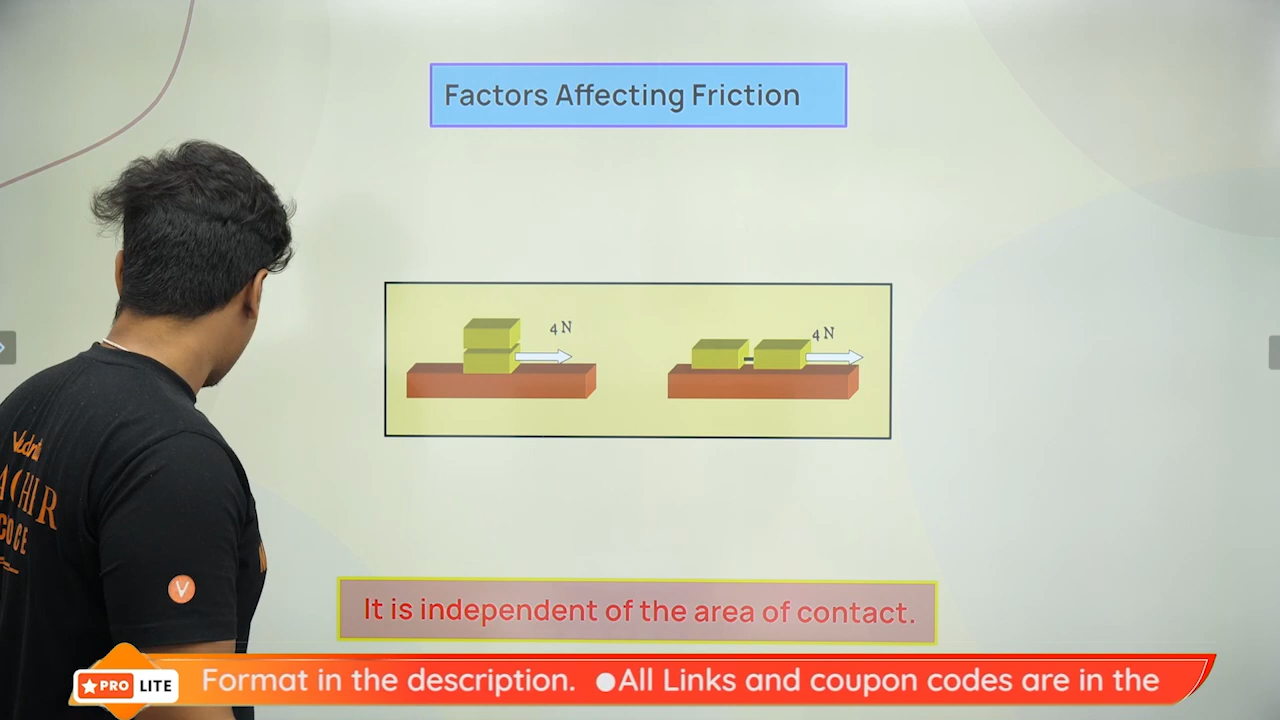 Factors Affecting Friction
4 N
4 N
It is independent of the area of contact.
V
PRO LITE
Format in the description. ●All Links and coupon codes are in the